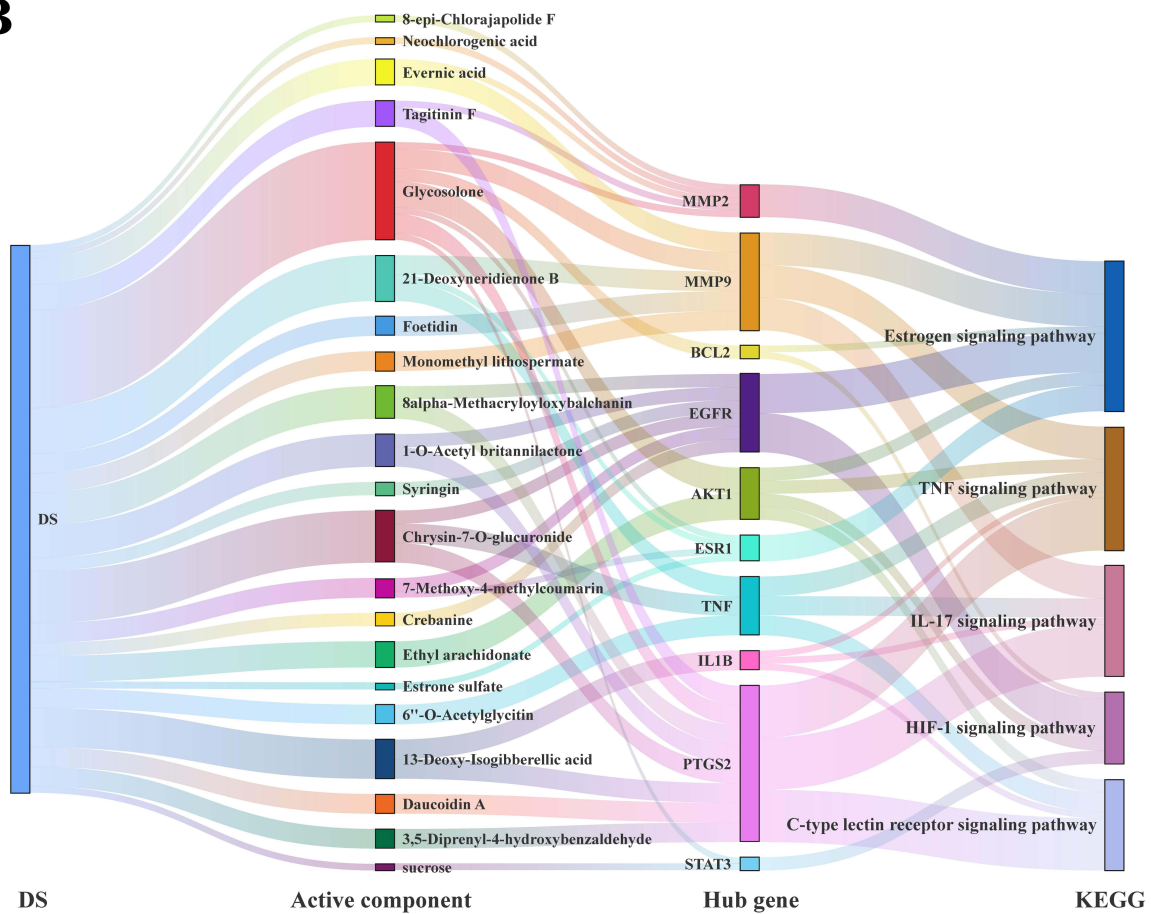 B
DS
8-epi-Chlorajapolide F
Neochlorogenic acid
Evernic acid
Tagitinin F
Glycosolone
21-Deoxyneridienone B
Foetidin
Monomethyl lithospermate
8alpha-Methacryloyloxybalchanin
1-O-Acetyl britannilactone
Syringin
Chrysin-7-O-glucuronide
7-Methoxy-4-methylcoumarin
Crebanine
Ethyl arachidonate
Estrone sulfate
6''-O-Acetylglycitin
13-Deoxy-Isogibberellic acid
Daucoidin A
3,5-Diprenyl-4-hydroxybenzaldehyde
sucrose
MMP2
MMP9
BCL2
EGFR
AKT1
ESR1
TNF
IL1B
PTGS2
STAT3
Estrogen signaling pathway
TNF signaling pathway
IL-17 signaling pathway
HIF-1 signaling pathway
C-type lectin receptor signaling pathway
DS
Active component
Hub gene
KEGG